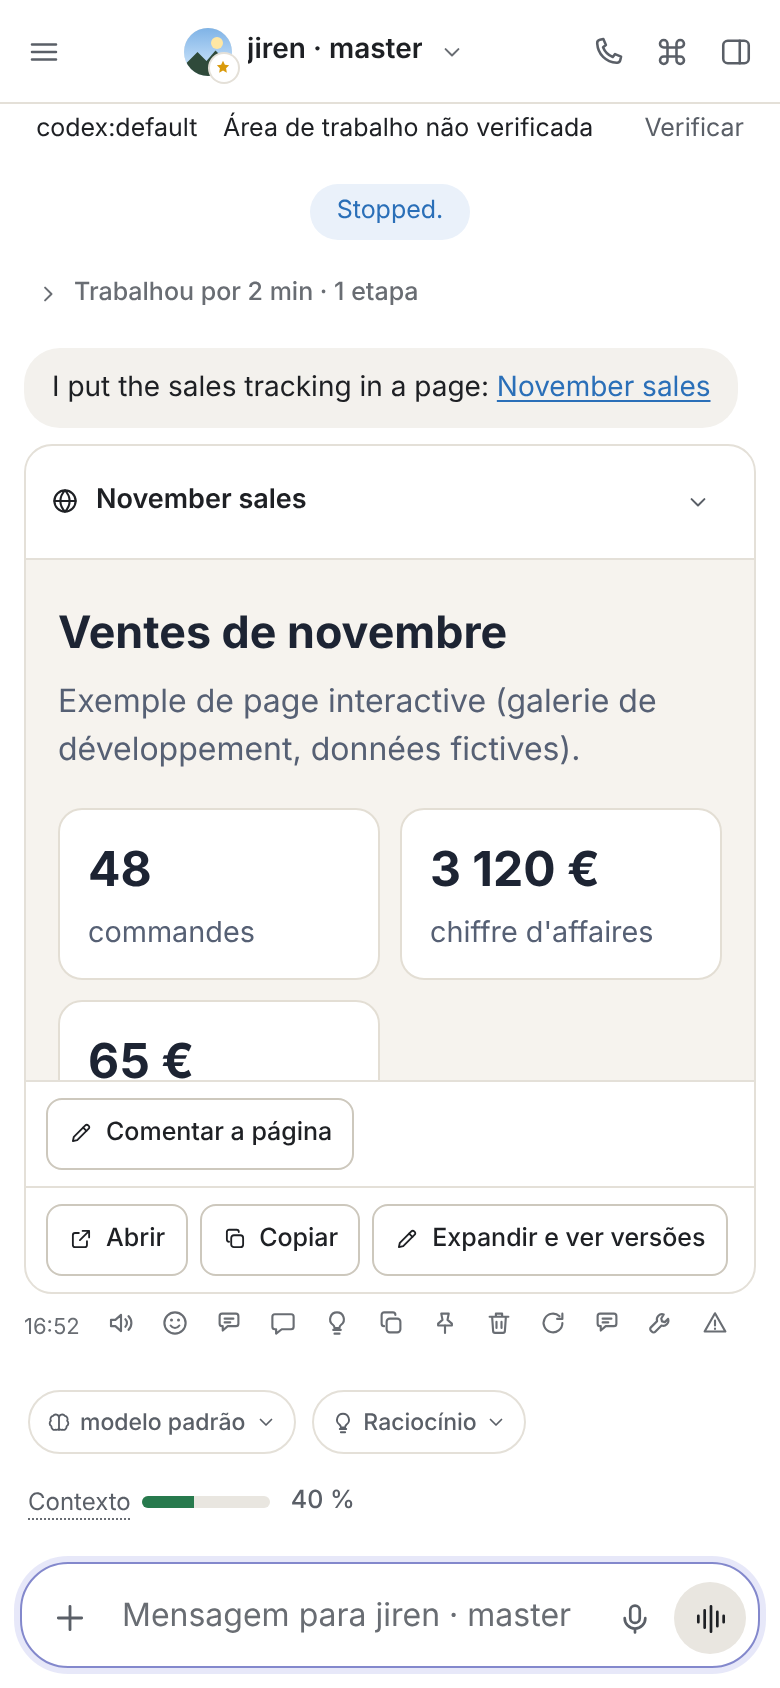 jiren · master
codex:default Área de trabalho não verificada Verificar
Stopped.
Trabalhou por 2 min · 1 etapa
I put the sales tracking in a page: November sales
November sales
Ventes de novembre
Exemple de page interactive (galerie de
développement, données fictives).
48
commandes
3 120 €
chiffre d'affaires
65 €
Comentar a página
Abrir
Copiar
Expandir e ver versões
16:52
modelo padrão
Raciocínio
Contexto 40 %
Mensagem para jiren · master